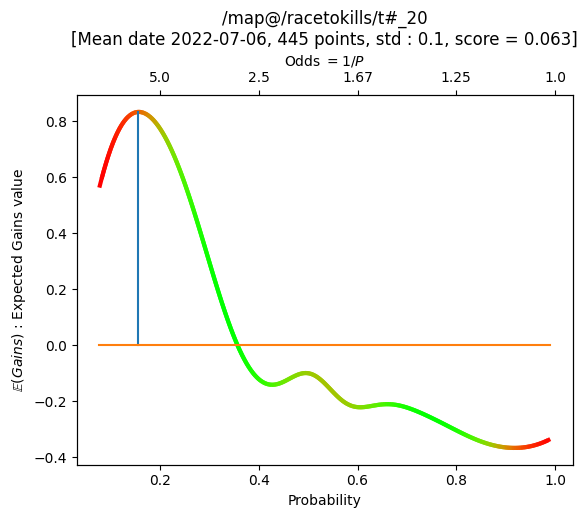 /map@/racetokills/t#_20
[Mean date 2022-07-06, 445 points, std : 0.1, score = 0.063]
Odds = 1/P
5.0 2.5 1.67 1.25 1.0
0.8
0.6
0.4
0.2
0.0
−0.2
−0.4
𝔼(Gains) : Expected Gains value
0.2 0.4 0.6 0.8 1.0
Probability